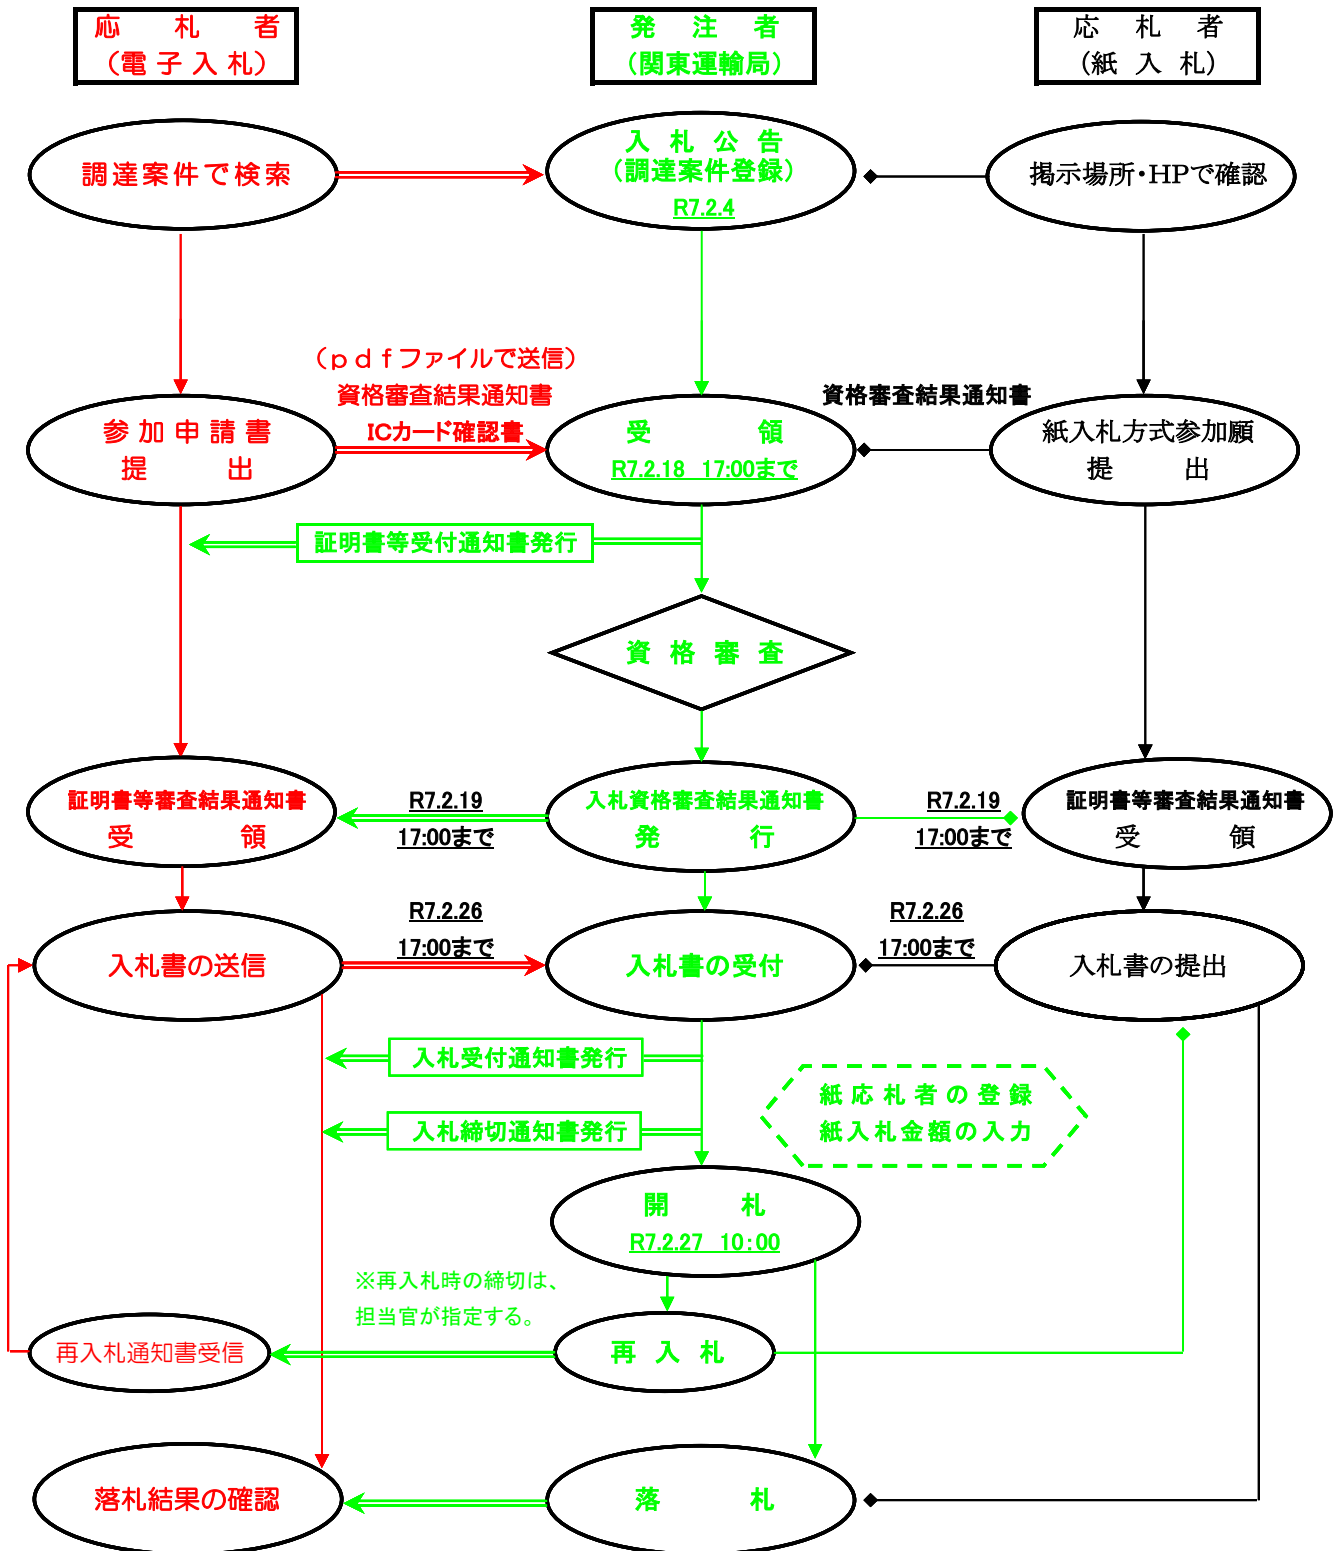 応札者
(電子入札)
発注者
(関東運輸局)
応札者
(紙入札)
調達案件で検索
入札公告
(調達案件登録)
R7.2.4
掲示場所・HPで確認
(pdfファイルで送信)
資格審査結果通知書
ICカード確認書
資格審査結果通知書
参加申請書
提出
受領
R7.2.18 17:00まで
紙入札方式参加願
提出
証明書等受付通知書発行
資格審査
証明書等審査結果通知書
受領
R7.2.19
17:00まで
入札資格審査結果通知書
発行
R7.2.19
17:00まで
証明書等審査結果通知書
受領
R7.2.26
17:00まで
R7.2.26
17:00まで
入札書の送信
入札書の受付
入札書の提出
入札受付通知書発行
入札締切通知書発行
紙応札者の登録
紙入札金額の入力
開札
R7.2.27 10:00
※再入札時の締切は、
担当官が指定する。
再入札通知書受信
再入札
落札結果の確認
落札